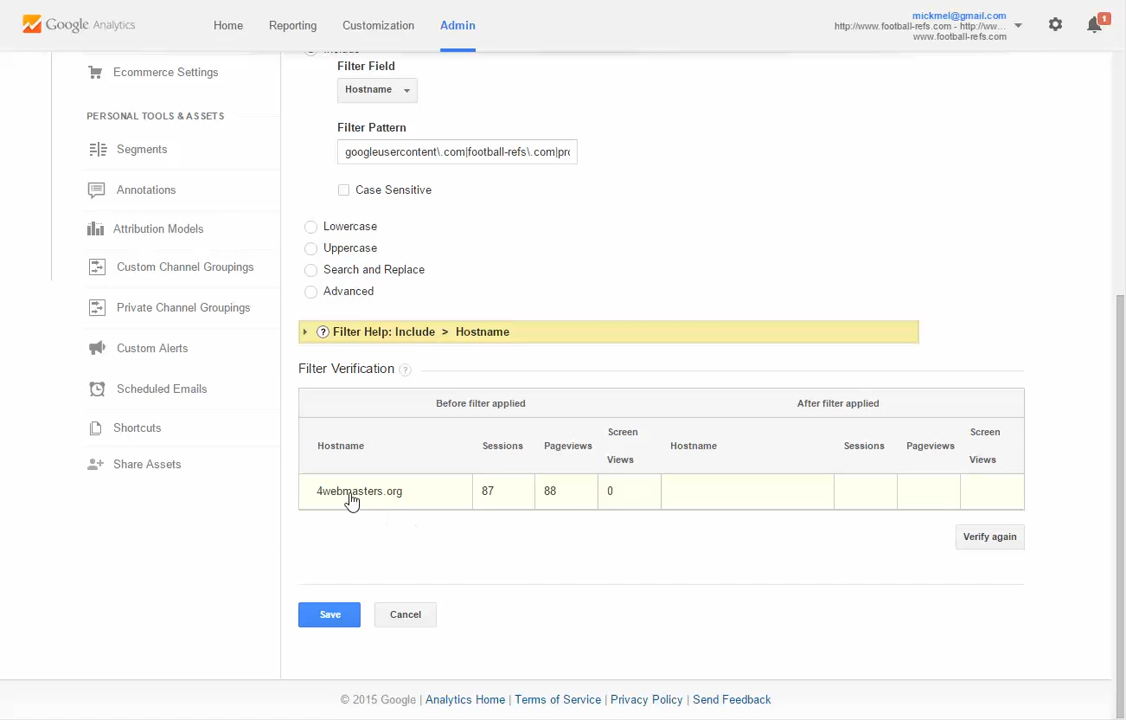 Google Analytics
Home
Reporting
Customization
Admin
mickmel@gmail.com
http://www.football-refs.com - http://ww...
www.football-refs.com
1
Ecommerce Settings
PERSONAL TOOLS & ASSETS
Segments
Annotations
Attribution Models
Custom Channel Groupings
Private Channel Groupings
Custom Alerts
Scheduled Emails
Shortcuts
Share Assets
Include
Filter Field
Hostname
Filter Pattern
googleusercontent\.com|football-refs\.com|pro
Case Sensitive
Lowercase
Uppercase
Search and Replace
Advanced
? Filter Help: Include > Hostname
Filter Verification ?
Before filter applied
After filter applied
Hostname
Sessions
Pageviews
Screen
Views
Hostname
Sessions
Pageviews
Screen
Views
4webmasters.org
87
88
0
Verify again
Save
Cancel
© 2015 Google | Analytics Home | Terms of Service | Privacy Policy | Send Feedback